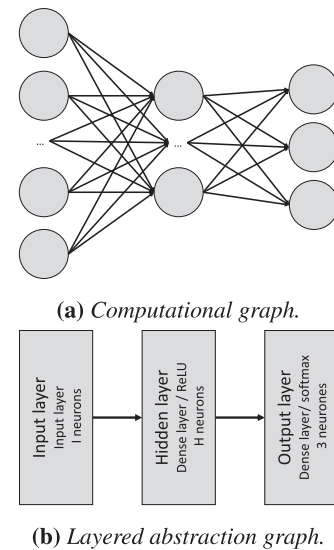 ...
...
(a) Computational graph.
Input layer
Input layer
I neurons
Hidden layer
Dense layer / ReLU
H neurons
Output layer
Dense layer/ softmax
3 neurones
(b) Layered abstraction graph.